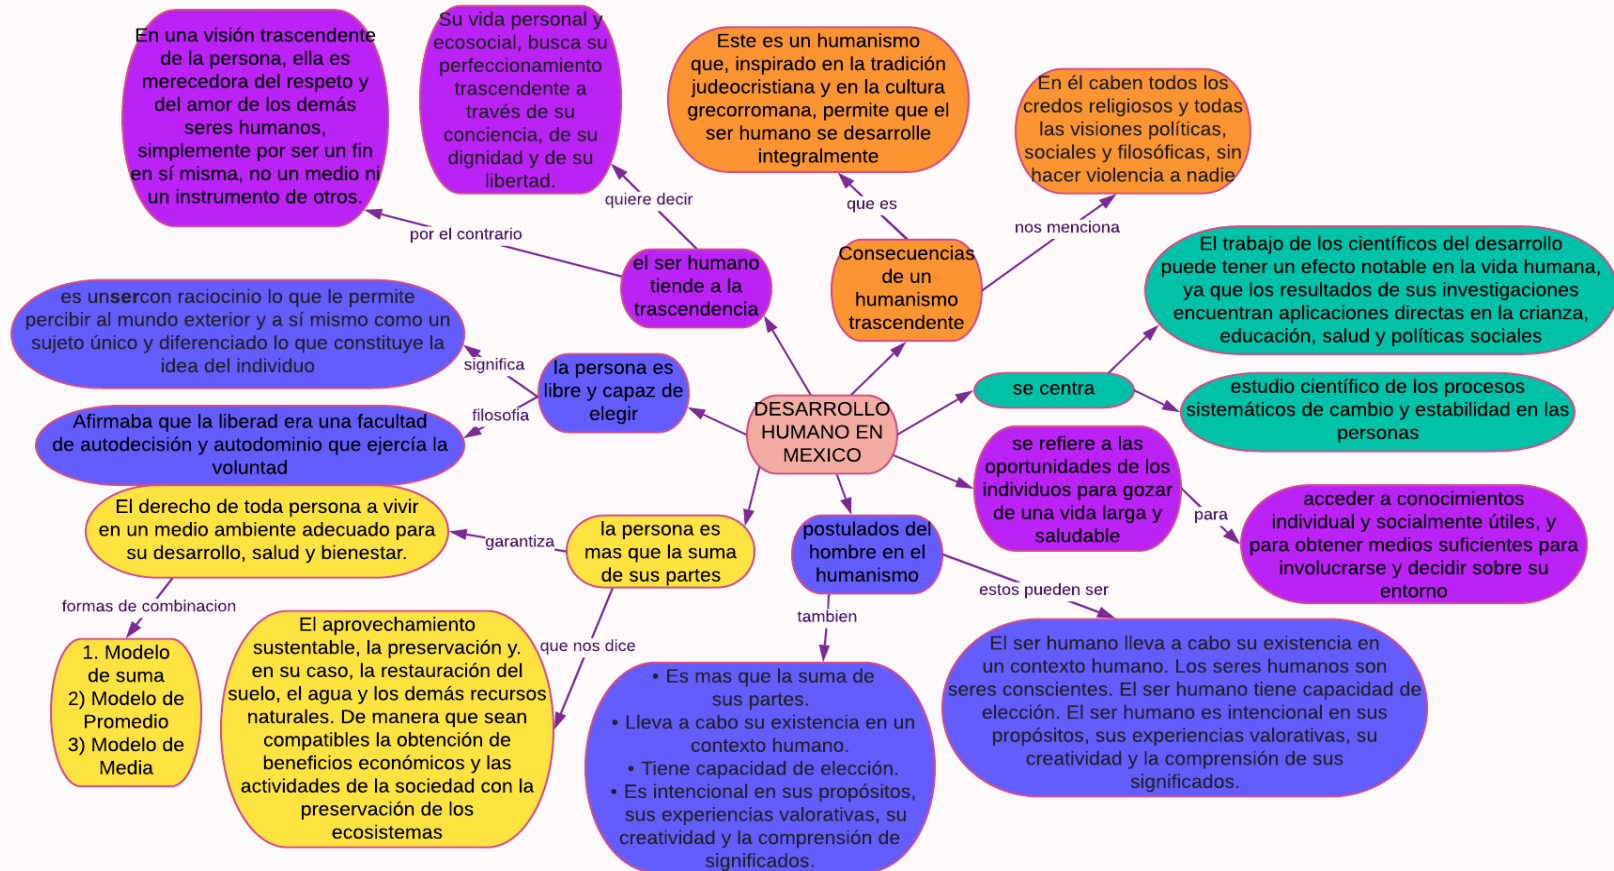 En una visión trascendente
de la persona, ella es
merecedora del respeto y
del amor de los demás
seres humanos,
simplemente por ser un fin
en sí misma, no un medio ni
un instrumento de otros.
Su vida personal y
ecosocial, busca su
perfeccionamiento
trascendente a
través de su
conciencia, de su
dignidad y de su
libertad.
Este es un humanismo
que, inspirado en la tradición
judeocristiana y en la cultura
grecorromana, permite que el
ser humano se desarrolle
integralmente
En él caben todos los
credos religiosos y todas
las visiones políticas,
sociales y filosóficas, sin
hacer violencia a nadie
quiere decir
que es
por el contrario
nos menciona
el ser humano
tiende a la
trascendencia
Consecuencias
de un
humanismo
trascendente
El trabajo de los científicos del desarrollo
puede tener un efecto notable en la vida humana,
ya que los resultados de sus investigaciones
encuentran aplicaciones directas en la crianza,
educación, salud y políticas sociales
es unsercon raciocinio lo que le permite
percibir al mundo exterior y a sí mismo como un
sujeto único y diferenciado lo que constituye la
idea del individuo
significa
la persona es
libre y capaz de
elegir
filosofia
se centra
estudio científico de los procesos
sistemáticos de cambio y estabilidad en las
personas
Afirmaba que la liberad era una facultad
de autodecisión y autodominio que ejercía la
voluntad
DESARROLLO
HUMANO EN
MEXICO
se refiere a las
oportunidades de los
individuos para gozar
de una vida larga y
saludable
para
acceder a conocimientos
individual y socialmente útiles, y
para obtener medios suficientes para
involucrarse y decidir sobre su
entorno
El derecho de toda persona a vivir
en un medio ambiente adecuado para
su desarrollo, salud y bienestar.
garantiza
la persona es
mas que la suma
de sus partes
postulados del
hombre en el
humanismo
formas de combinacion
que nos dice
tambien
estos pueden ser
1. Modelo
de suma
2) Modelo de
Promedio
3) Modelo de
Media
El aprovechamiento
sustentable, la preservación y.
en su caso, la restauración del
suelo, el agua y los demás recursos
naturales. De manera que sean
compatibles la obtención de
beneficios económicos y las
actividades de la sociedad con la
preservación de los
ecosistemas
• Es mas que la suma de
sus partes.
• Lleva a cabo su existencia en un
contexto humano.
• Tiene capacidad de elección.
• Es intencional en sus propósitos,
sus experiencias valorativas, su
creatividad y la comprensión de
significados.
El ser humano lleva a cabo su existencia en
un contexto humano. Los seres humanos son
seres conscientes. El ser humano tiene capacidad de
elección. El ser humano es intencional en sus
propósitos, sus experiencias valorativas, su
creatividad y la comprensión de sus
significados.